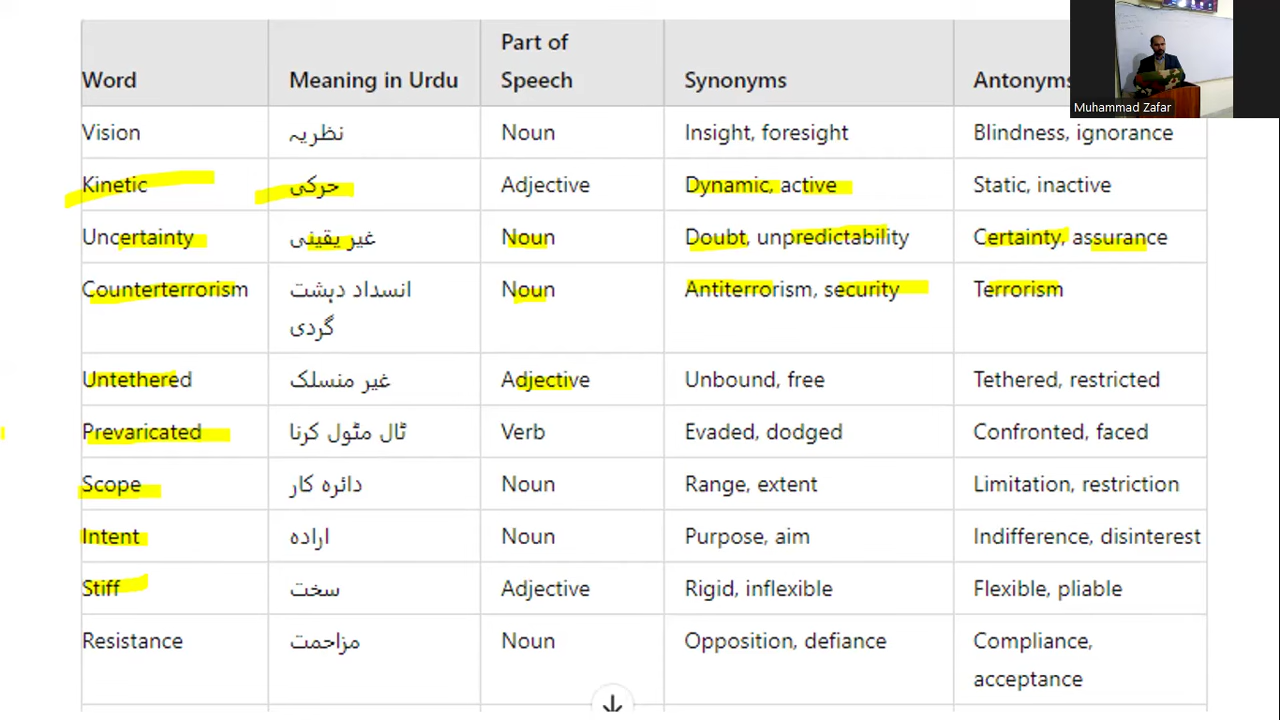 Word Meaning in Urdu Part of Speech Synonyms Antonyms
Muhammad Zafar
Vision نظریہ Noun Insight, foresight Blindness, ignorance
Kinetic حرکی Adjective Dynamic, active Static, inactive
Uncertainty غیر یقینی Noun Doubt, unpredictability Certainty, assurance
Counterterrorism انسداد دہشت گردی Noun Antiterrorism, security Terrorism
Untethered غیر منسلک Adjective Unbound, free Tethered, restricted
Prevaricated ٹال مٹول کرنا Verb Evaded, dodged Confronted, faced
Scope دائرہ کار Noun Range, extent Limitation, restriction
Intent ارادہ Noun Purpose, aim Indifference, disinterest
Stiff سخت Adjective Rigid, inflexible Flexible, pliable
Resistance مزاحمت Noun Opposition, defiance Compliance, acceptance